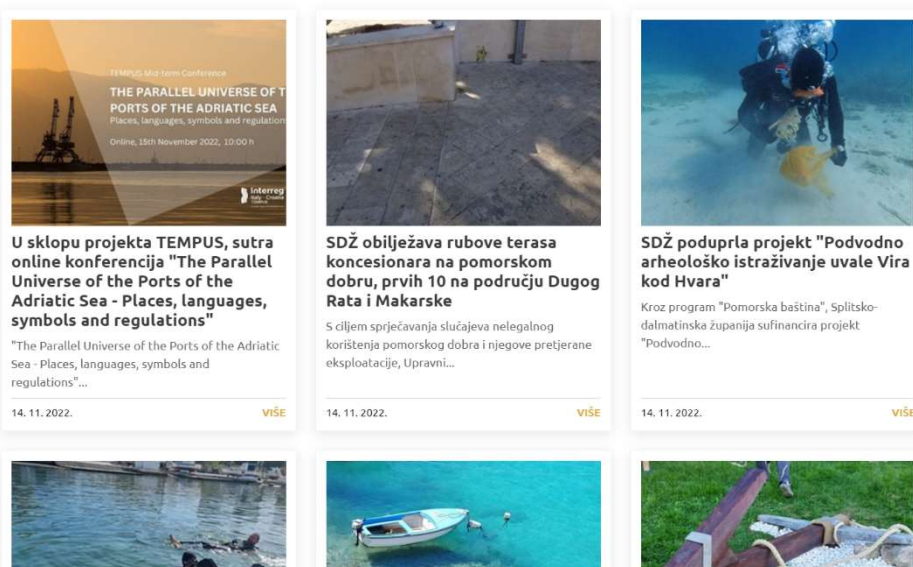 TEMPUS Mid-term Conference
THE PARALLEL UNIVERSE OF T
PORTS OF THE ADRIATIC SEA
Places, languages, symbols and regulation
Online, 15th November 2022, 10:00 h
Interreg
Italy - Croatia
U sklopu projekta TEMPUS, sutra
online konferencija "The Parallel
Universe of the Ports of the
Adriatic Sea - Places, languages,
symbols and regulations"
"The Parallel Universe of the Ports of the Adriatic
Sea - Places, languages, symbols and
regulations"...
14. 11. 2022.
VIŠE
SDŽ obilježava rubove terasa
koncesionara na pomorskom
dobru, prvih 10 na području Dugog
Rata i Makarske
S ciljem sprječavanja slučajeva nelegalnog
korištenja pomorskog dobra i njegove pretjerane
eksploatacije, Upravni...
14. 11. 2022.
VIŠE
SDŽ poduprla projekt "Podvodno
arheološko istraživanje uvale Vira
kod Hvara"
Kroz program "Pomorska baština", Splitsko-
dalmatinska županija sufinancira projekt
"Podvodno...
14. 11. 2022.
VIŠE